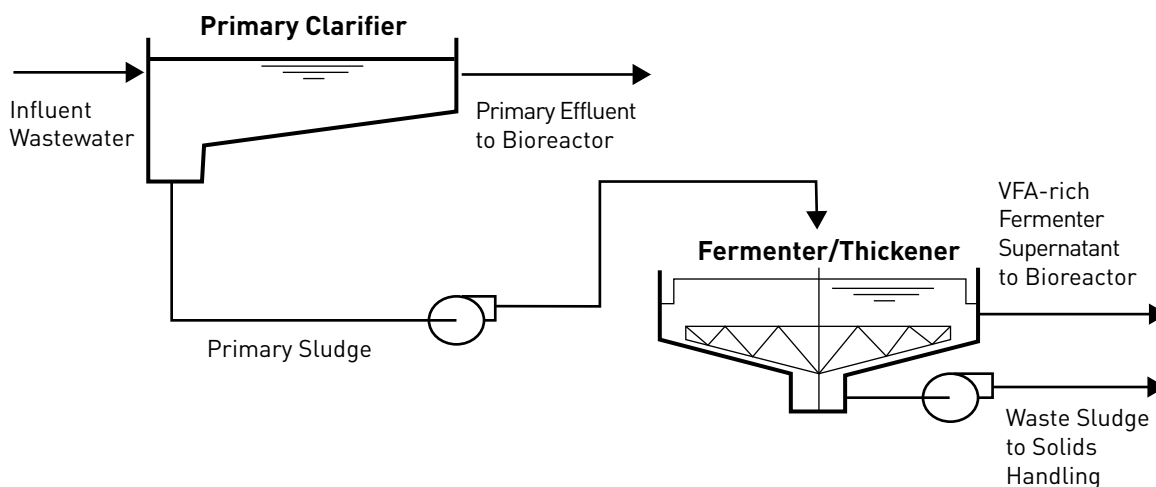 Primary Clarifier
Influent
Wastewater
Primary Effluent
to Bioreactor
Primary Sludge
Fermenter/Thickener
VFA-rich
Fermenter
Supernatant
to Bioreactor
Waste Sludge
to Solids
Handling